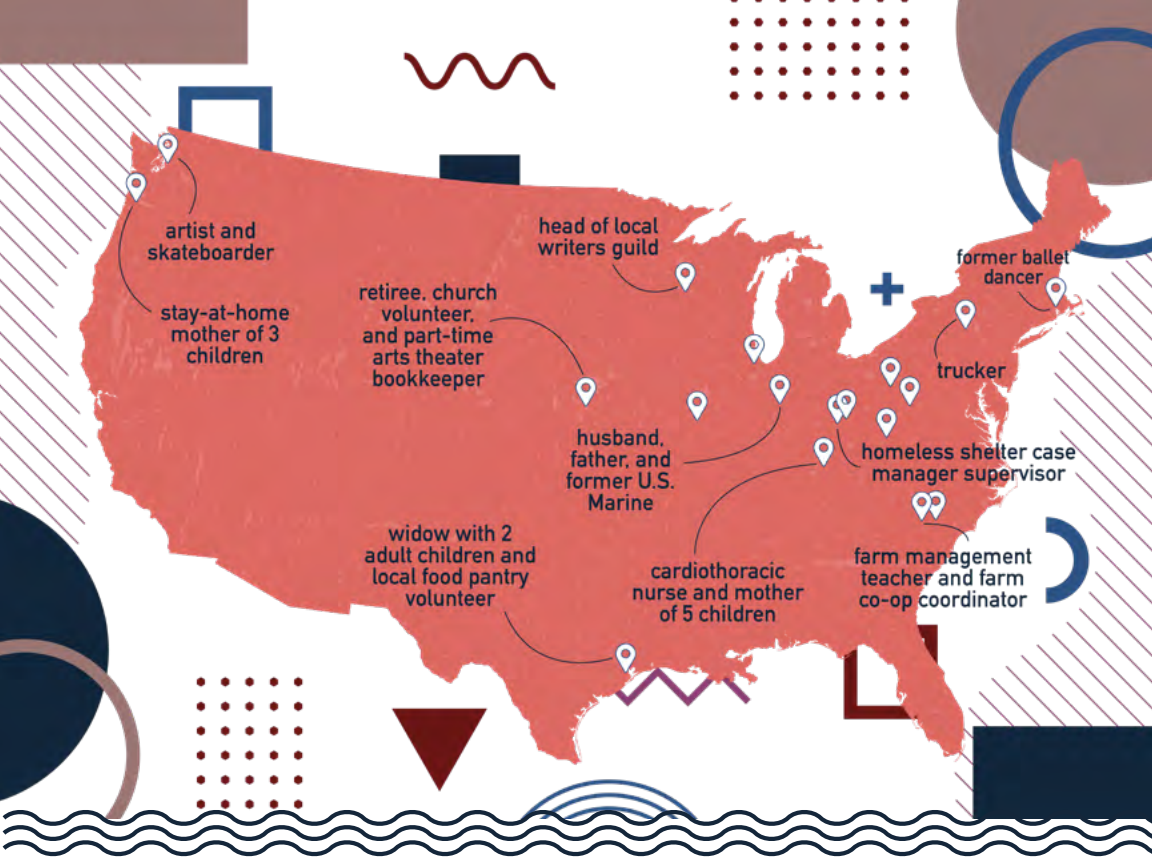 artist and
skateboarder
stay-at-home
mother of 3
children
retiree, church
volunteer,
and part-time
arts theater
bookkeeper
head of local
writers guild
former ballet
dancer
trucker
husband,
father, and
former U.S.
Marine
homeless shelter case
manager supervisor
widow with 2
adult children and
local food pantry
volunteer
cardiothoracic
nurse and mother
of 5 children
farm management
teacher and farm
co-op coordinator